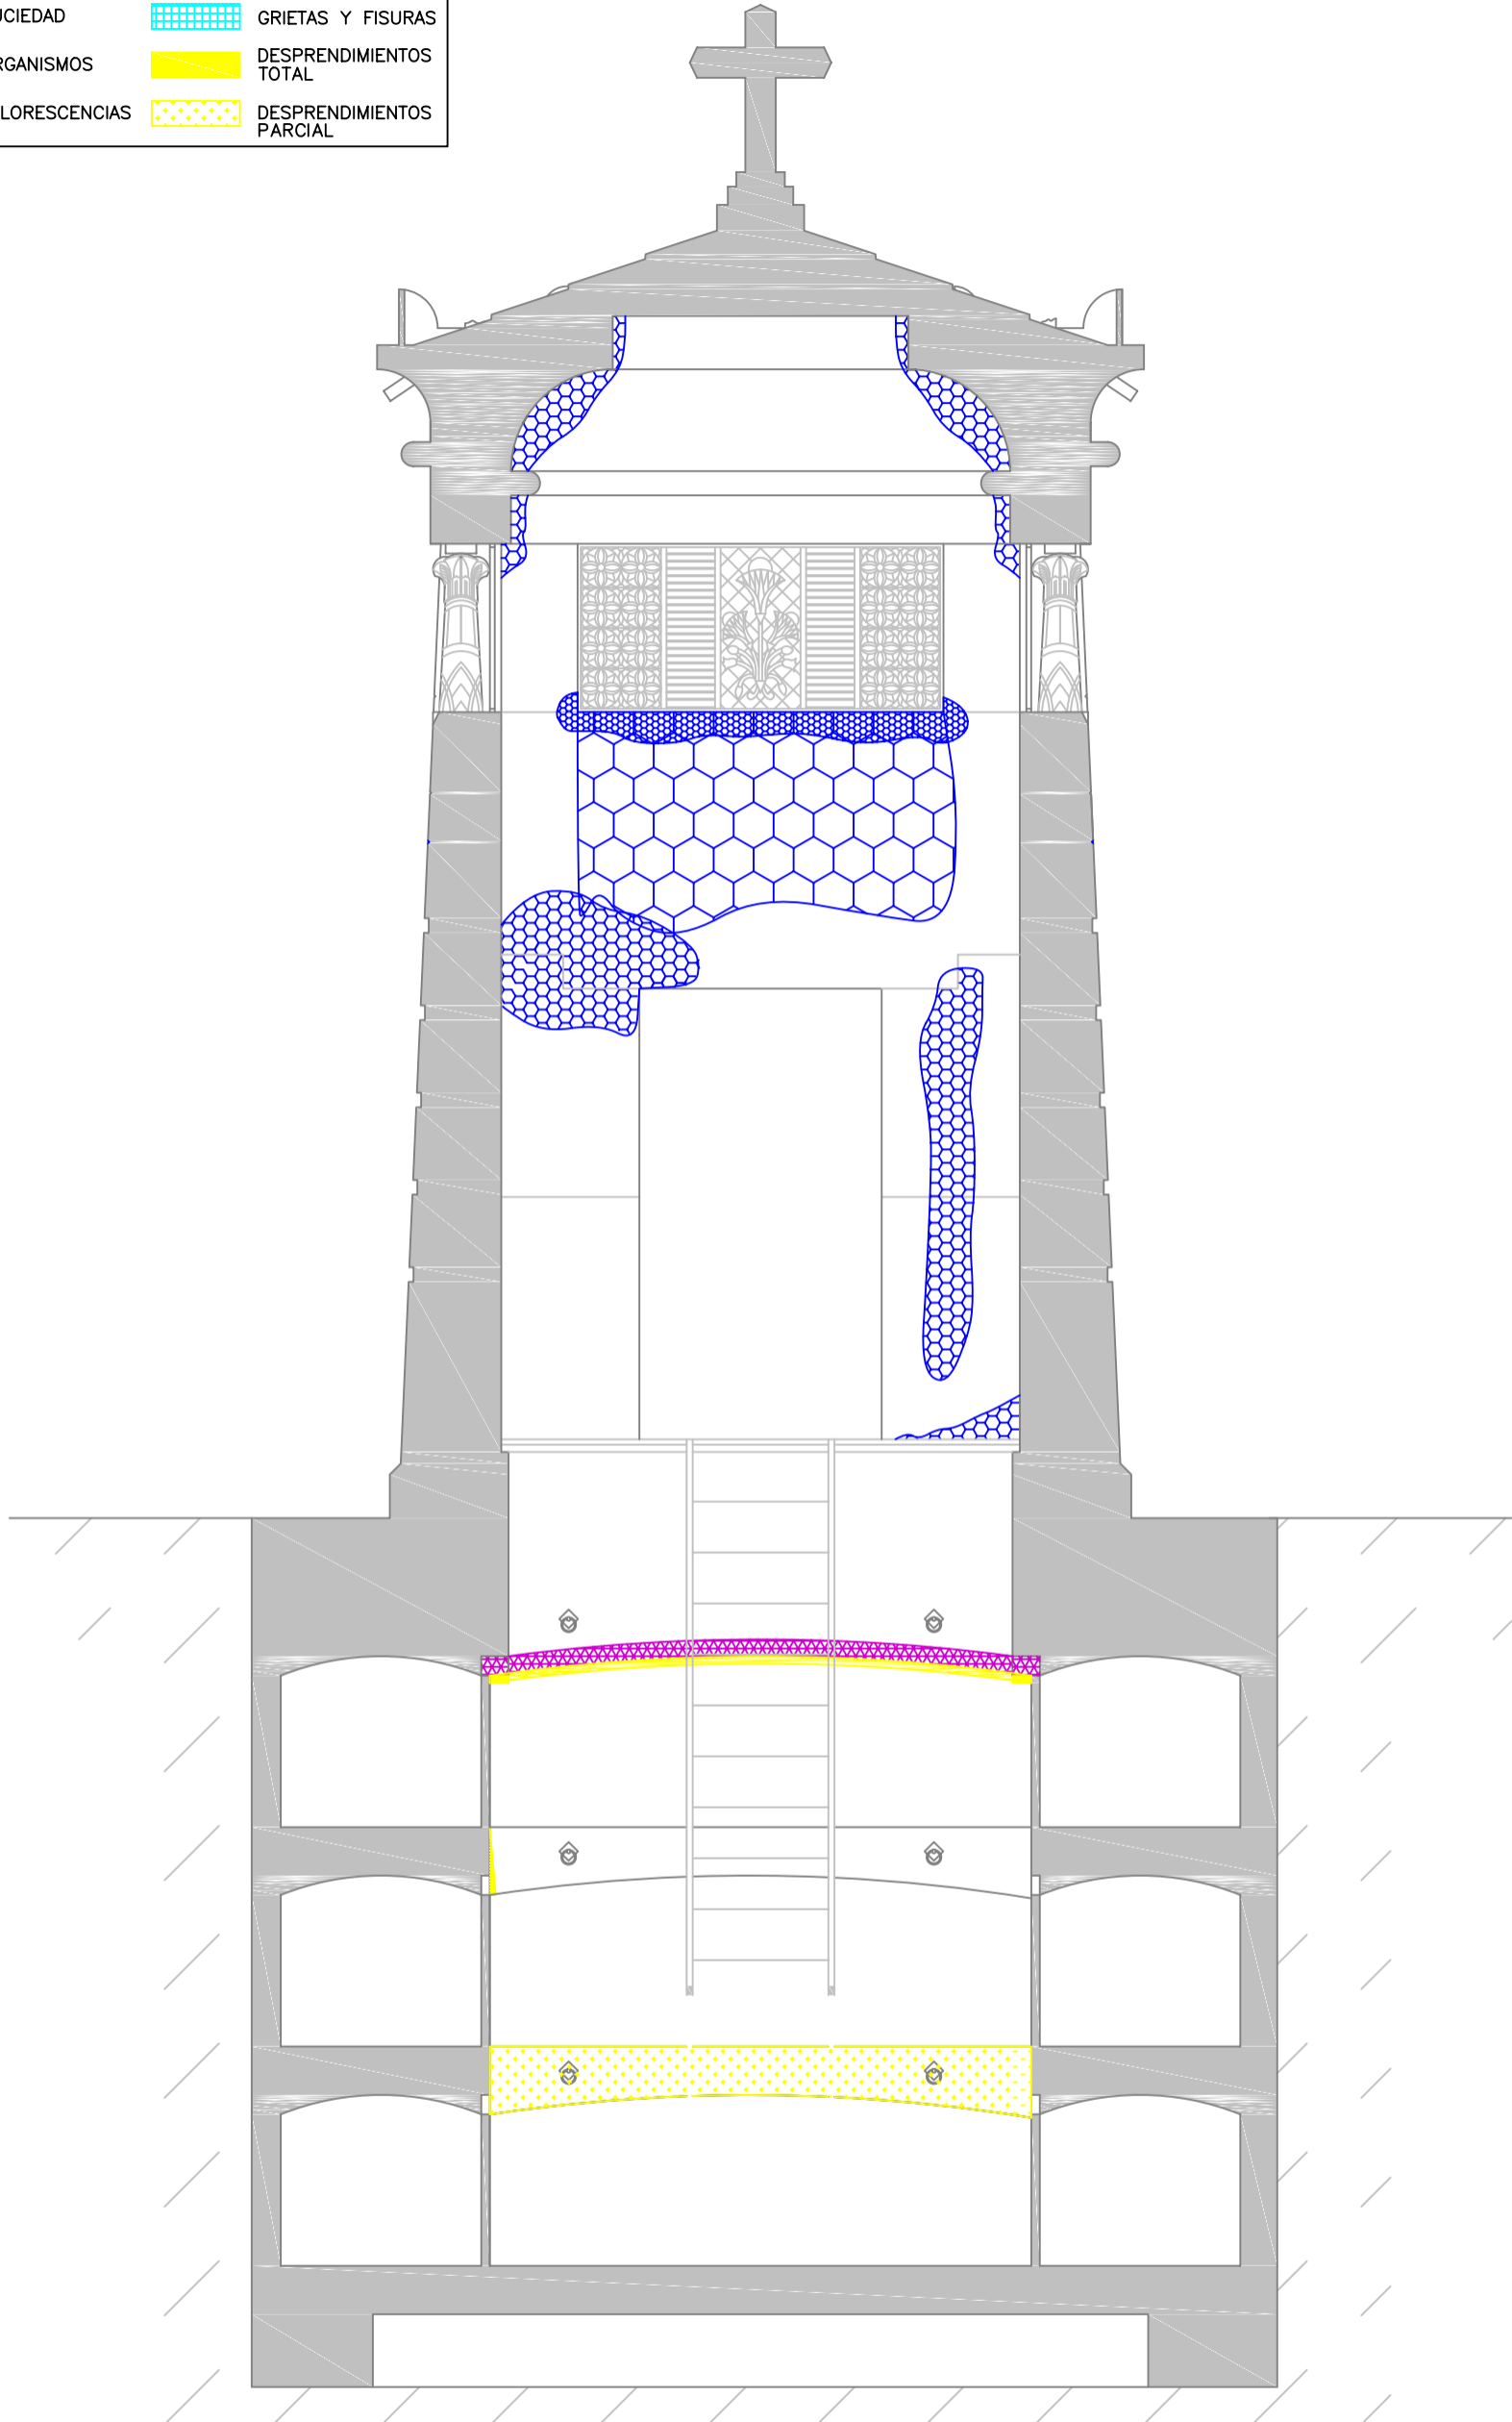 UCIEDAD
GRIETAS Y FISURAS
RGANISMOS
DESPRENDIMIENTOS
TOTAL
LORESCENCIAS
DESPRENDIMIENTOS
PARCIAL